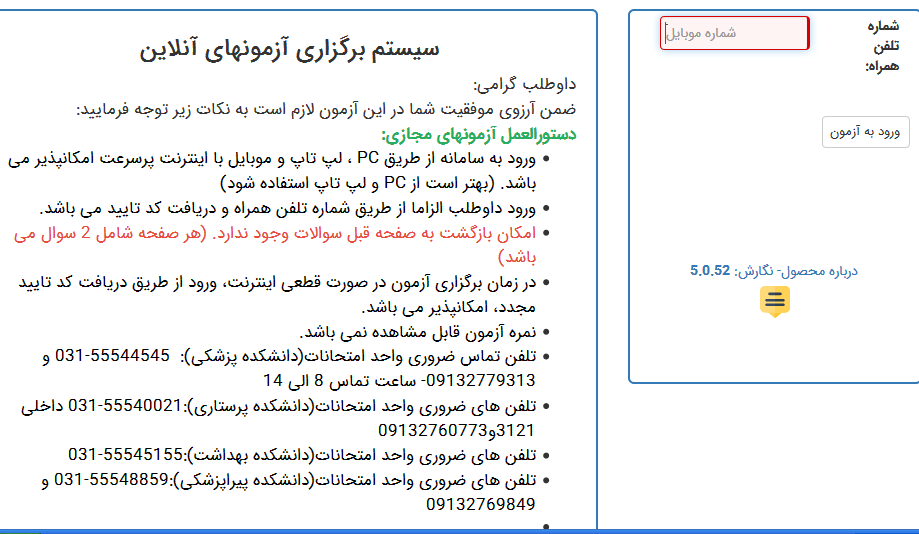 شماره
تلفن
همراه:
شماره موبایل
ورود به آزمون
درباره محصول- نگارش: 5.0.52
سیستم برگزاری آزمونهای آنلاین
داوطلب گرامی:
ضمن آرزوی موفقیت شما در این آزمون لازم است به نکات زیر توجه فرمایید:
دستورالعمل آزمونهای مجازی:
ورود به سامانه از طریق PC ، لپ تاپ و موبایل با اینترنت پرسرعت امکانپذیر می
باشد. (بهتر است از PC و لپ تاپ استفاده شود)
ورود داوطلب الزاما از طریق شماره تلفن همراه و دریافت کد تایید می باشد.
امکان بازگشت به صفحه قبل سوالات وجود ندارد. (هر صفحه شامل 2 سوال می
باشد)
در زمان برگزاری آزمون در صورت قطعی اینترنت، ورود از طریق دریافت کد تایید
مجدد، امکانپذیر می باشد.
نمره آزمون قابل مشاهده نمی باشد.
تلفن تماس ضروری واحد امتحانات(دانشکده پزشکی): 55544545-031 و
09132779313- ساعت تماس 8 الی 14
تلفن های ضروری واحد امتحانات(دانشکده پرستاری):55540021-031 داخلی
3121و09132760773
تلفن های ضروری واحد امتحانات(دانشکده بهداشت):55545155-031
تلفن های ضروری واحد امتحانات(دانشکده پیراپزشکی):55548859-031 و
09132769849